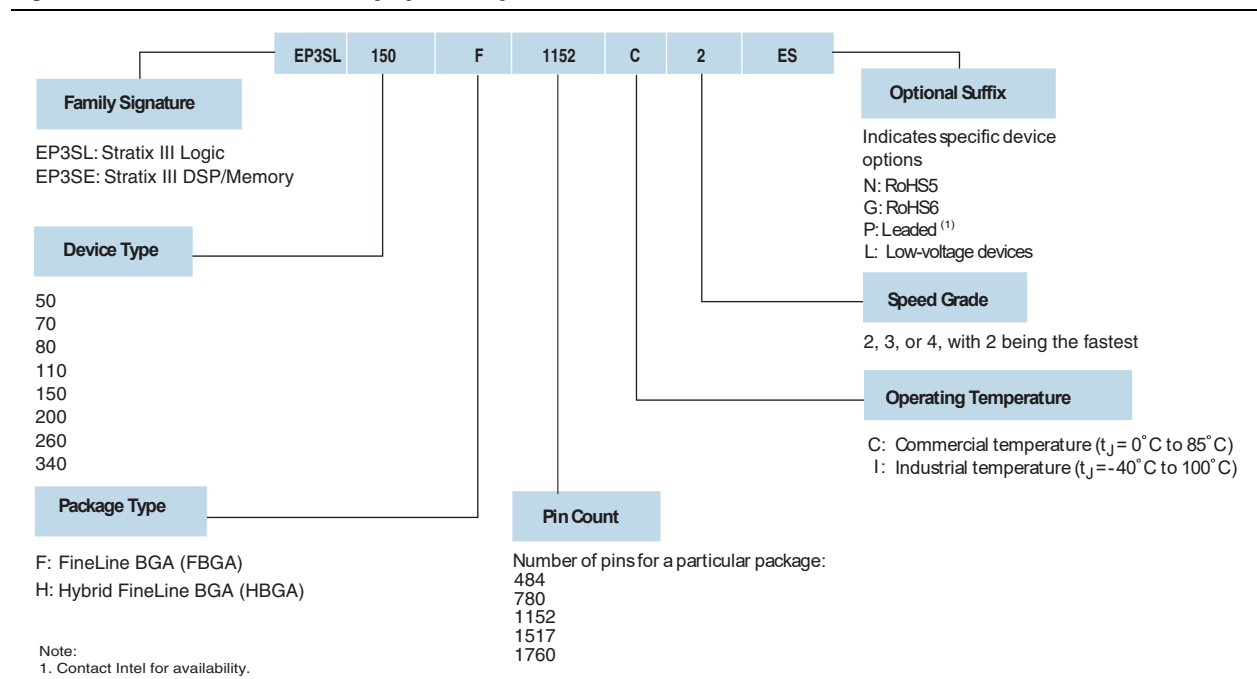 EP3SL 150 F 1152 C 2 ES
Family Signature
EP3SL: Stratix III Logic
EP3SE: Stratix III DSP/Memory
Device Type
50
70
80
110
150
200
260
340
Package Type
F: FineLine BGA (FBGA)
H: Hybrid FineLine BGA (HBGA)
Note:
1. Contact Intel for availability.
Pin Count
Number of pins for a particular package:
484
780
1152
1517
1760
Optional Suffix
Indicates specific device
options
N: RoHS5
G: RoHS6
P: Leaded (1)
L: Low-voltage devices
Speed Grade
2, 3, or 4, with 2 being the fastest
Operating Temperature
C: Commercial temperature (tJ = 0°C to 85°C)
I: Industrial temperature (tJ = -40°C to 100°C)